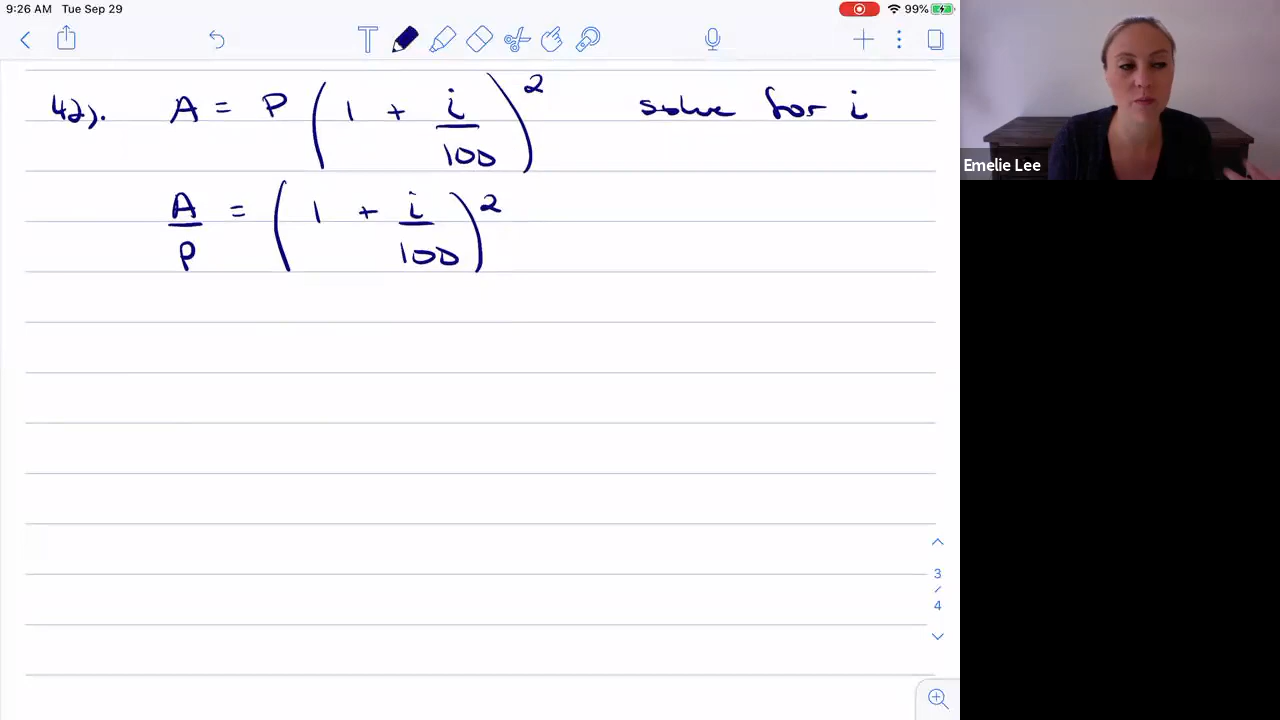 9:26 AM Tue Sep 29
99%
42). A = P (1 + i/100)^2 solve for i
A/P = (1 + i/100)^2
Emelie Lee
T
3
/
4